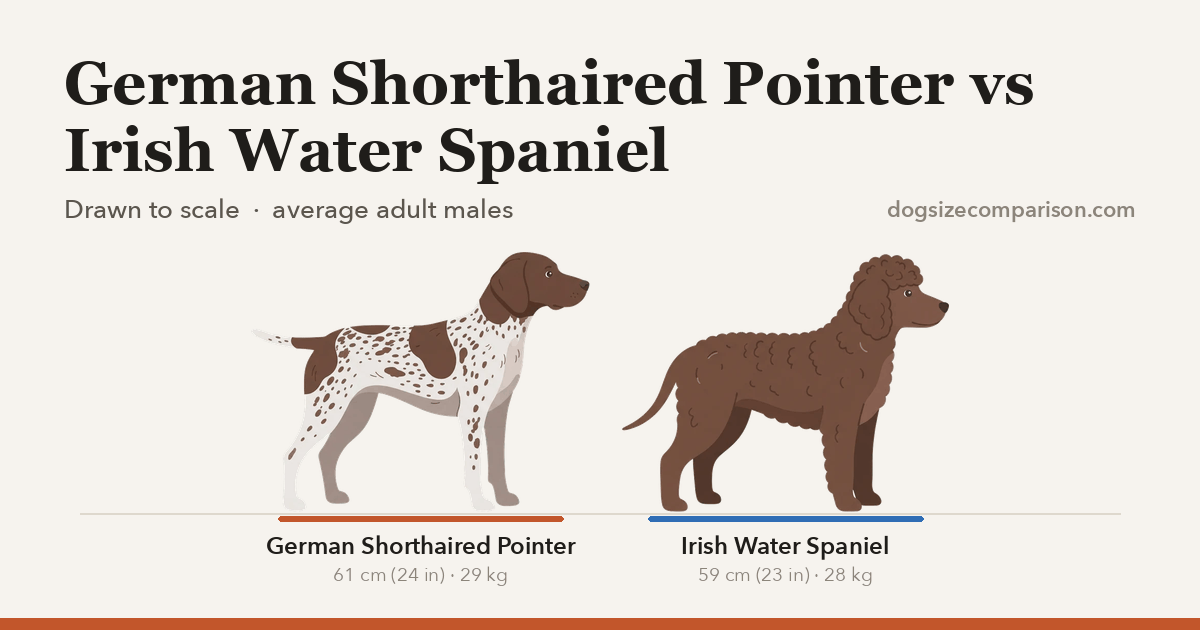 German Shorthaired Pointer vs
Irish Water Spaniel
Drawn to scale · average adult males
dogsizecomparison.com
German Shorthaired Pointer
61 cm (24 in) · 29 kg
Irish Water Spaniel
59 cm (23 in) · 28 kg